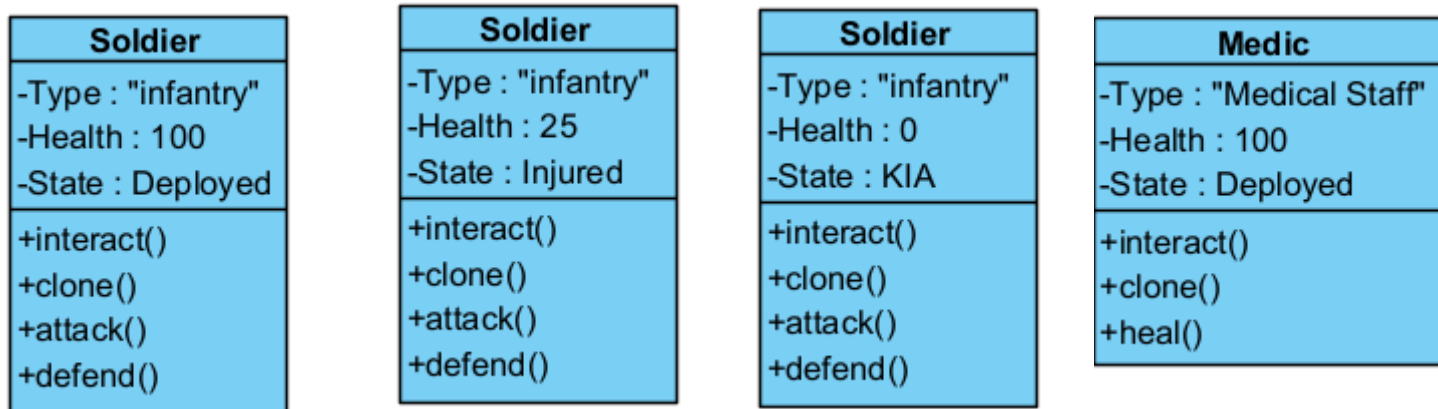 Soldier
-Type : "infantry"
-Health : 100
-State : Deployed
+interact()
+clone()
+attack()
+defend()
Soldier
-Type : "infantry"
-Health : 25
-State : Injured
+interact()
+clone()
+attack()
+defend()
Soldier
-Type : "infantry"
-Health : 0
-State : KIA
+interact()
+clone()
+attack()
+defend()
Medic
-Type : "Medical Staff"
-Health : 100
-State : Deployed
+interact()
+clone()
+heal()